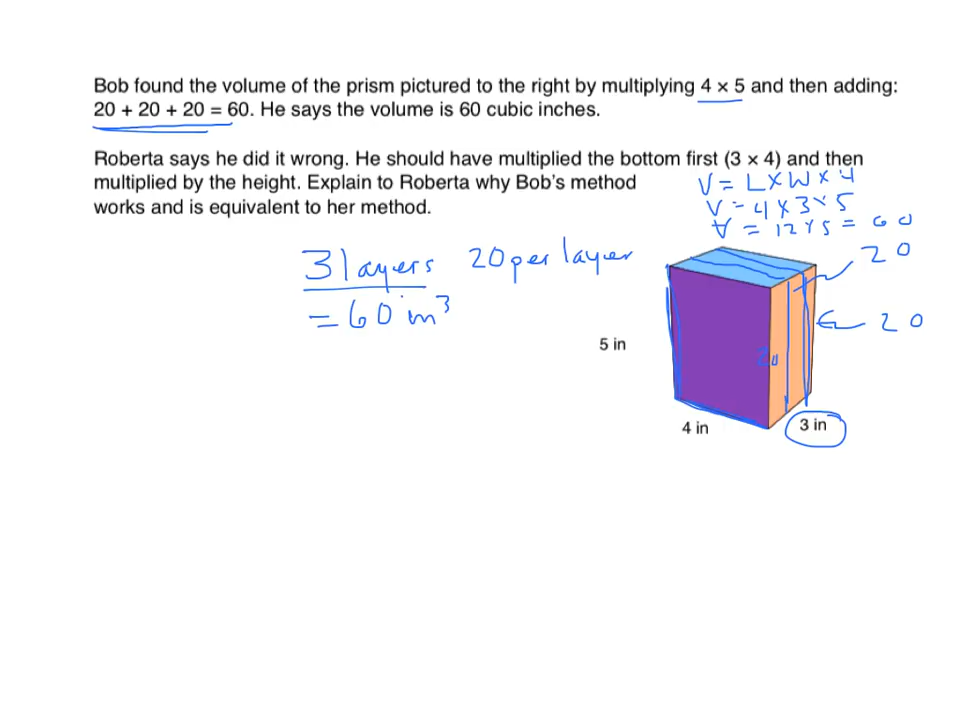 Bob found the volume of the prism pictured to the right by multiplying 4 × 5 and then adding:
20 + 20 + 20 = 60. He says the volume is 60 cubic inches.
Roberta says he did it wrong. He should have multiplied the bottom first (3 × 4) and then
multiplied by the height. Explain to Roberta why Bob's method
works and is equivalent to her method.
V = L X W X 4
V = 4 X 3 X 5
V = 12 X 5 = 60
3 layers 20 per layer
20
= 60 in³
20
5 in
20
4 in
3 in